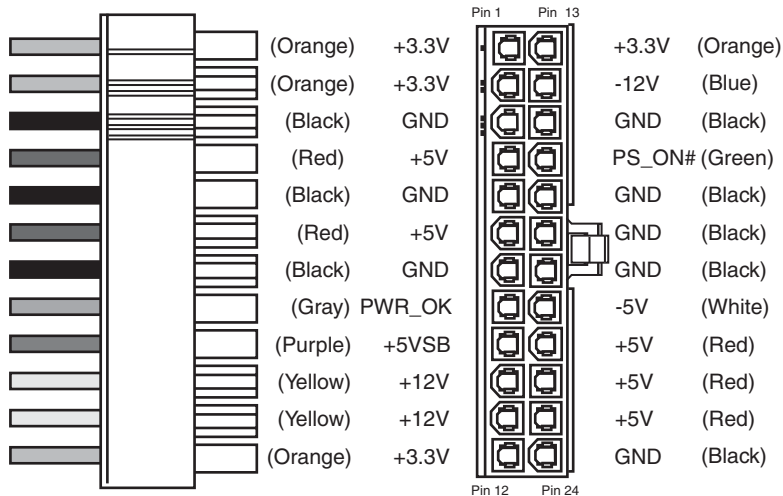 Pin 1 Pin 13
(Orange) +3.3V +3.3V (Orange)
(Orange) +3.3V -12V (Blue)
(Black) GND GND (Black)
(Red) +5V PS_ON# (Green)
(Black) GND GND (Black)
(Red) +5V GND (Black)
(Black) GND GND (Black)
(Gray) PWR_OK -5V (White)
(Purple) +5VSB +5V (Red)
(Yellow) +12V +5V (Red)
(Yellow) +12V +5V (Red)
(Orange) +3.3V GND (Black)
Pin 12 Pin 24